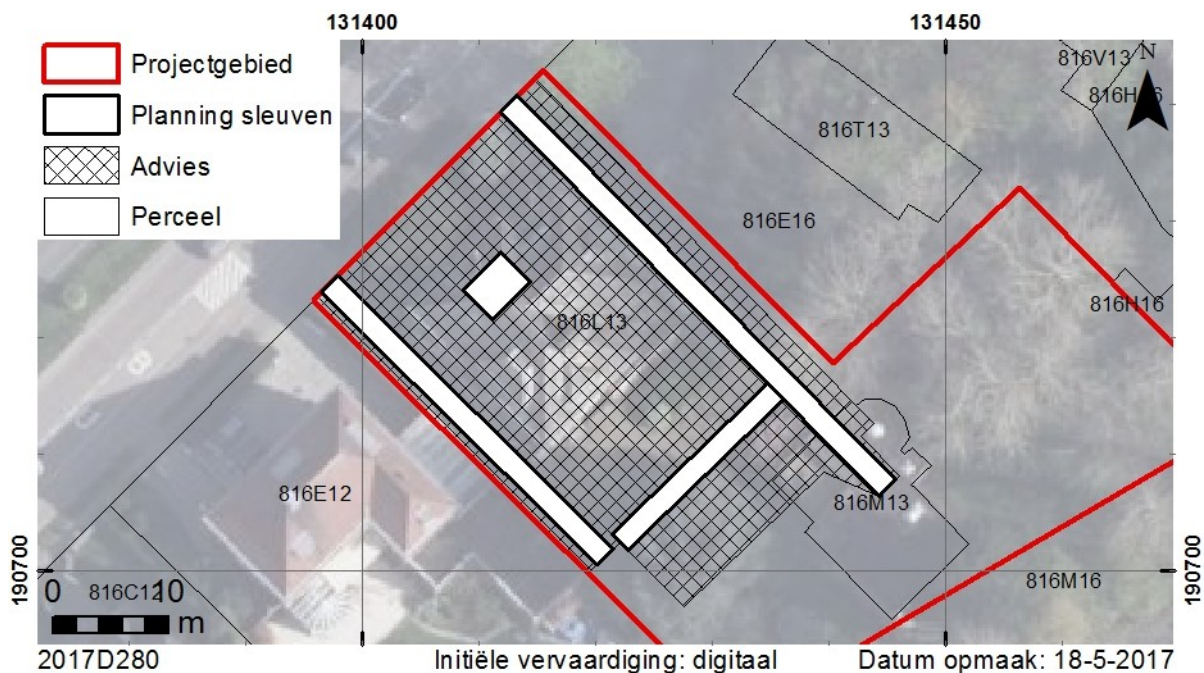 131400
131450
Projectgebied
Planning sleuven
Advies
Perceel
816V13
N
816T13
816E16
816H16
816L13
816E12
816M13
816M16
816C12
190700
190700
0
10
m
2017D280
Initiële vervaardiging: digitaal
Datum opmaak: 18-5-2017